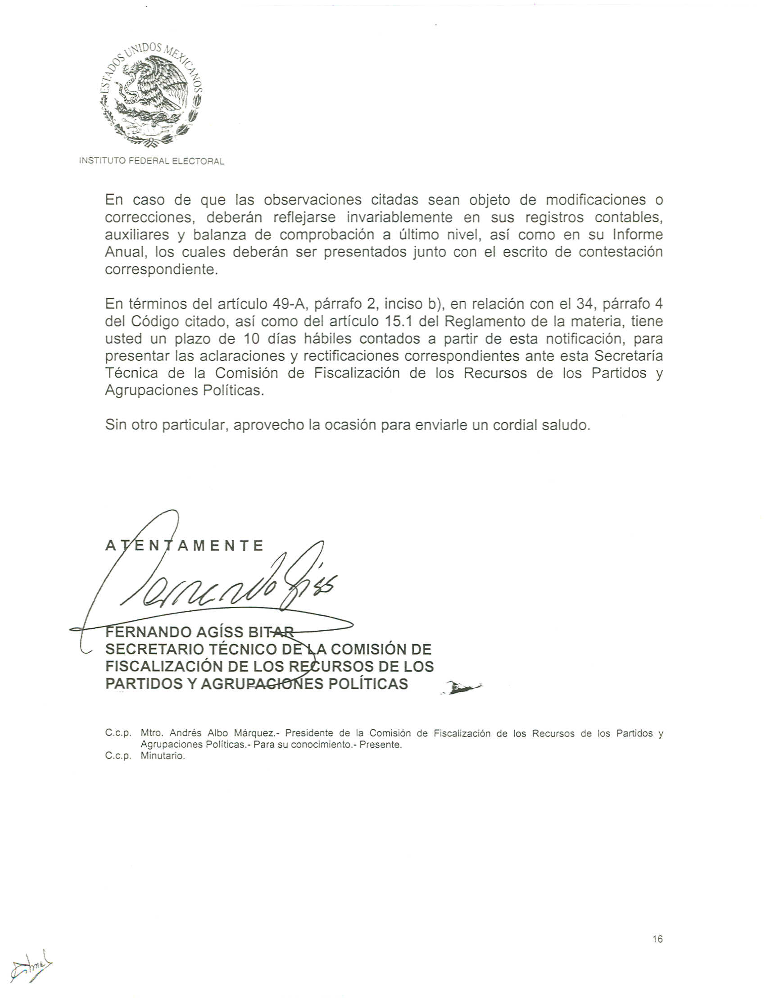 ESTADOS UNIDOS MEXICANOS
INSTITUTO FEDERAL ELECTORAL
En caso de que las observaciones citadas sean objeto de modificaciones o
correcciones, deberán reflejarse invariablemente en sus registros contables,
auxiliares y balanza de comprobación a último nivel, así como en su Informe
Anual, los cuales deberán ser presentados junto con el escrito de contestación
correspondiente.
En términos del artículo 49-A, párrafo 2, inciso b), en relación con el 34, párrafo 4
del Código citado, así como del artículo 15.1 del Reglamento de la materia, tiene
usted un plazo de 10 días hábiles contados a partir de esta notificación, para
presentar las aclaraciones y rectificaciones correspondientes ante esta Secretaría
Técnica de la Comisión de Fiscalización de los Recursos de los Partidos y
Agrupaciones Políticas.
Sin otro particular, aprovecho la ocasión para enviarle un cordial saludo.
A T E N T A M E N T E
FERNANDO AGÍSS BITAR
SECRETARIO TÉCNICO DE LA COMISIÓN DE
FISCALIZACIÓN DE LOS RECURSOS DE LOS
PARTIDOS Y AGRUPACIONES POLÍTICAS
C.c.p. Mtro. Andrés Albo Márquez.- Presidente de la Comisión de Fiscalización de los Recursos de los Partidos y
Agrupaciones Políticas.- Para su conocimiento.- Presente.
C.c.p. Minutario.
16